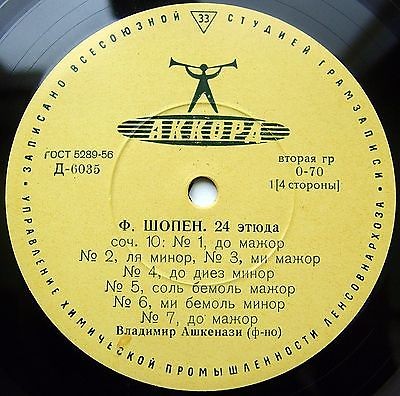 ЗАПИСАНО ВСЕСОЮЗНОЙ СТУДИЕЙ ГРАМЗАПИСИ
33
АККОРД
ГОСТ 5289-56
Д-6035
вторая гр
0-70
1[4 стороны]
Ф. ШОПЕН. 24 этюда
соч. 10: № 1, до мажор
№ 2, ля минор, № 3, ми мажор
№ 4, до диез минор
№ 5, соль бемоль мажор
№ 6, ми бемоль минор
№ 7, до мажор
Владимир Ашкенази (ф-но)
УПРАВЛЕНИЕ ХИМИЧЕСКОЙ ПРОМЫШЛЕННОСТИ ЛЕНСОВНАРХОЗА